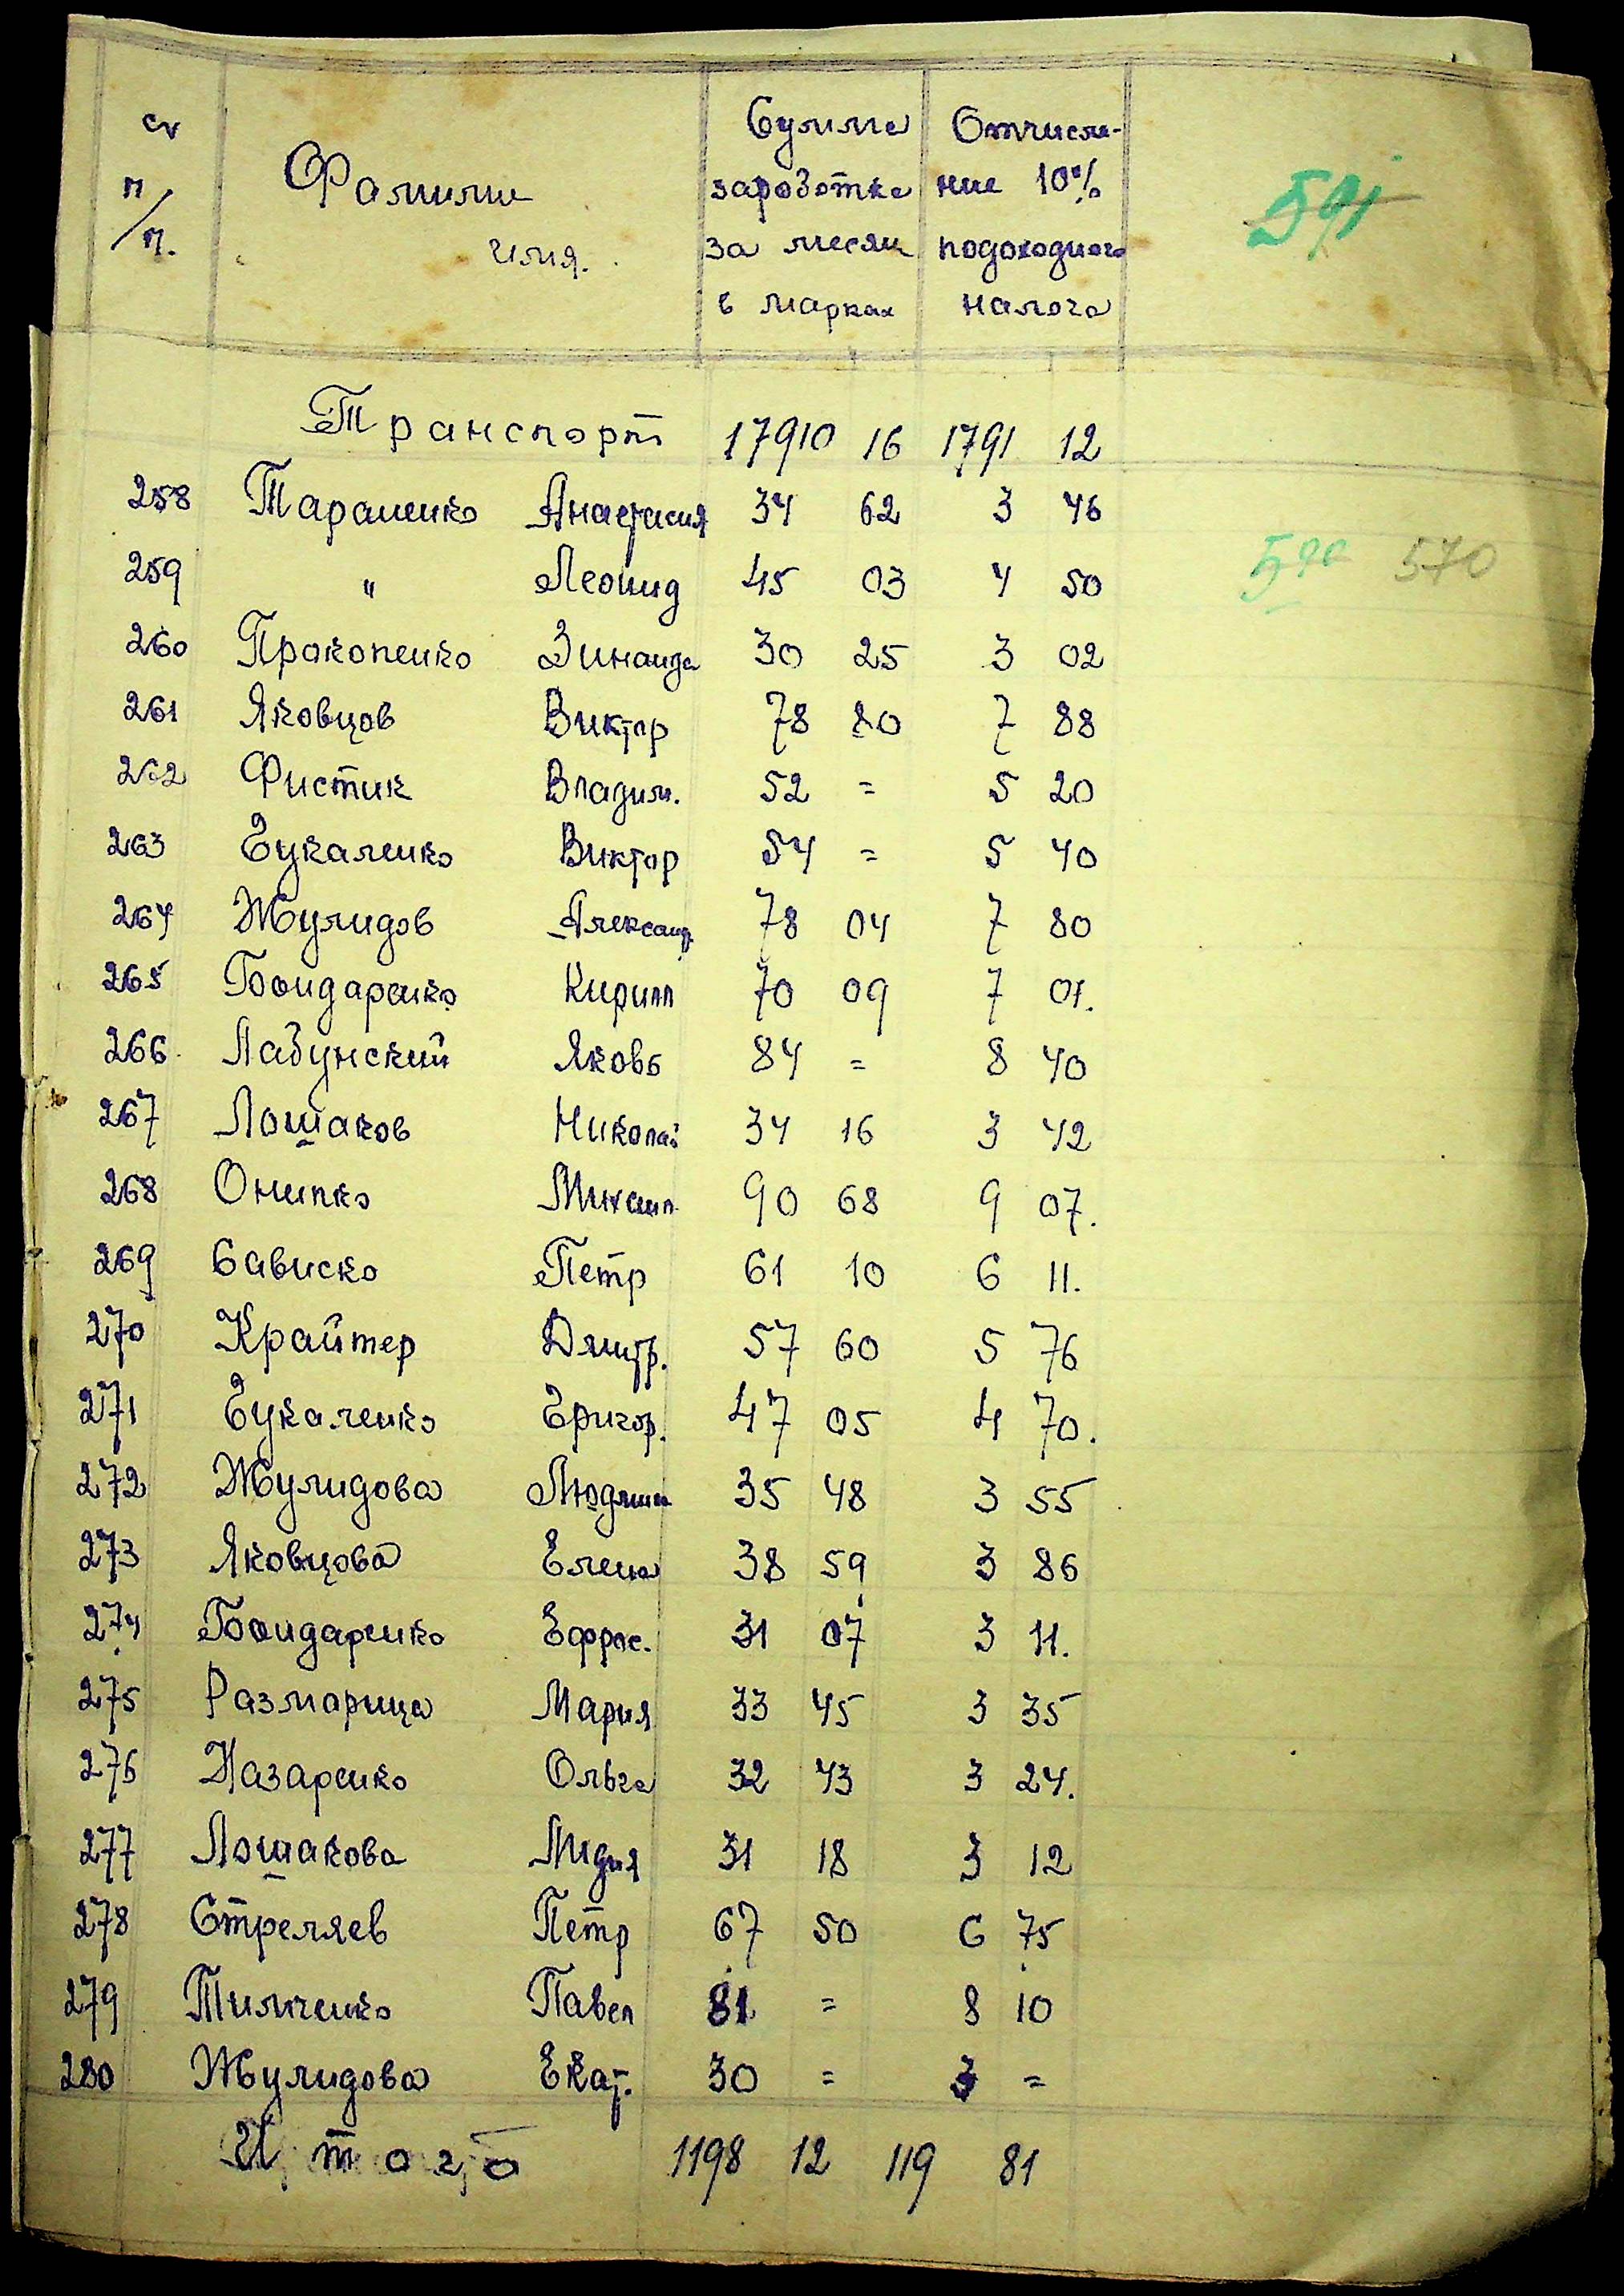 № п/п.
Фамилия
имя.
Сумма
заработка
за месяц
в марках
Отчисле-
ние 10%
подоходного
налога
591
Транспорт 17910 16 1791 12
258 Тараненко Анастасия 34 62 3 46
259 " Леонид 45 03 4 50
590 570
260 Прокопенко Зинаида 30 25 3 02
261 Яковцов Виктор 78 80 7 88
262 Фистик Владим. 52 = 5 20
263 Гукаленко Виктор 54 = 5 40
264 Жулидов Александ. 78 04 7 80
265 Бондаренко Кирилл 70 09 7 01.
266 Лабунский Яковъ 84 = 8 40
267 Лошаков Николай 34 16 3 42
268 Онипко Михаил 90 68 9 07.
269 Сависко Петр 61 10 6 11.
270 Крайтер Дмитр. 57 60 5 76
271 Гукаленко Григор. 47 05 4 70.
272 Жулидова Людмила 35 48 3 55
273 Яковцова Елена 38 59 3 86
274 Бондаренко Ефрос. 31 07 3 11.
275 Размарица Мария 33 45 3 35
276 Назаренко Ольга 32 43 3 24.
277 Лошакова Лидия 31 18 3 12
278 Стреляев Петр 67 50 6 75
279 Тимченко Павел 81 = 8 10
280 Жулидова Екат. 30 = 3 =
Итого 1198 12 119 81